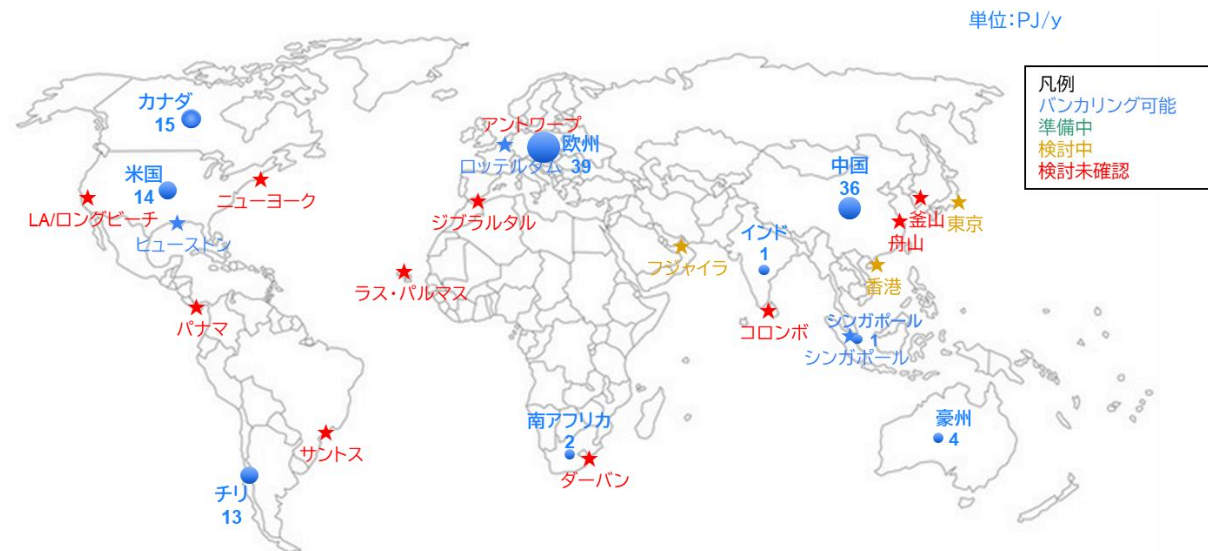 単位:PJ/y
凡例
バンカリング可能
準備中
検討中
検討未確認
カナダ
15
米国
14
LA/ロングビーチ
ニューヨーク
ヒューストン
パナマ
サントス
チリ
13
アントワープ
欧州
ロッテルダム 39
ジブラルタル
ラス・パルマス
フジャイラ
南アフリカ
2
ダーバン
中国
36
インド
1
コロンボ
釜山
東京
舟山
香港
シンガポール
1
シンガポール
豪州
4